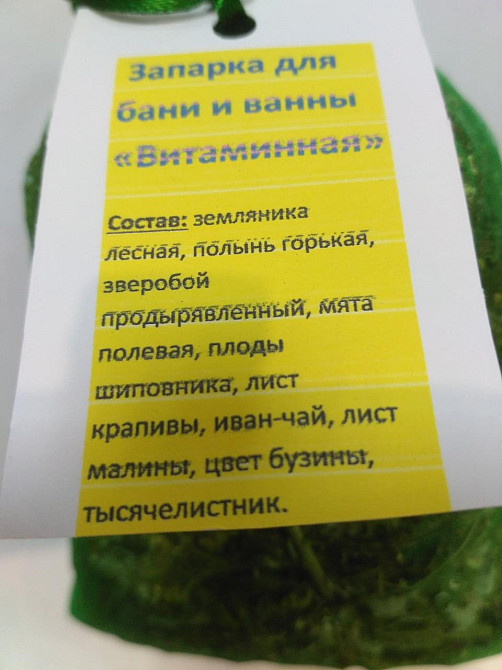 Запарка для
бани и ванны
«Витаминная»
Состав: земляника
лесная, полынь горькая,
зверобой
продырявленный, мята
полевая, плоды
шиповника, лист
крапивы, иван-чай, лист
малины, цвет бузины,
тысячелистник.